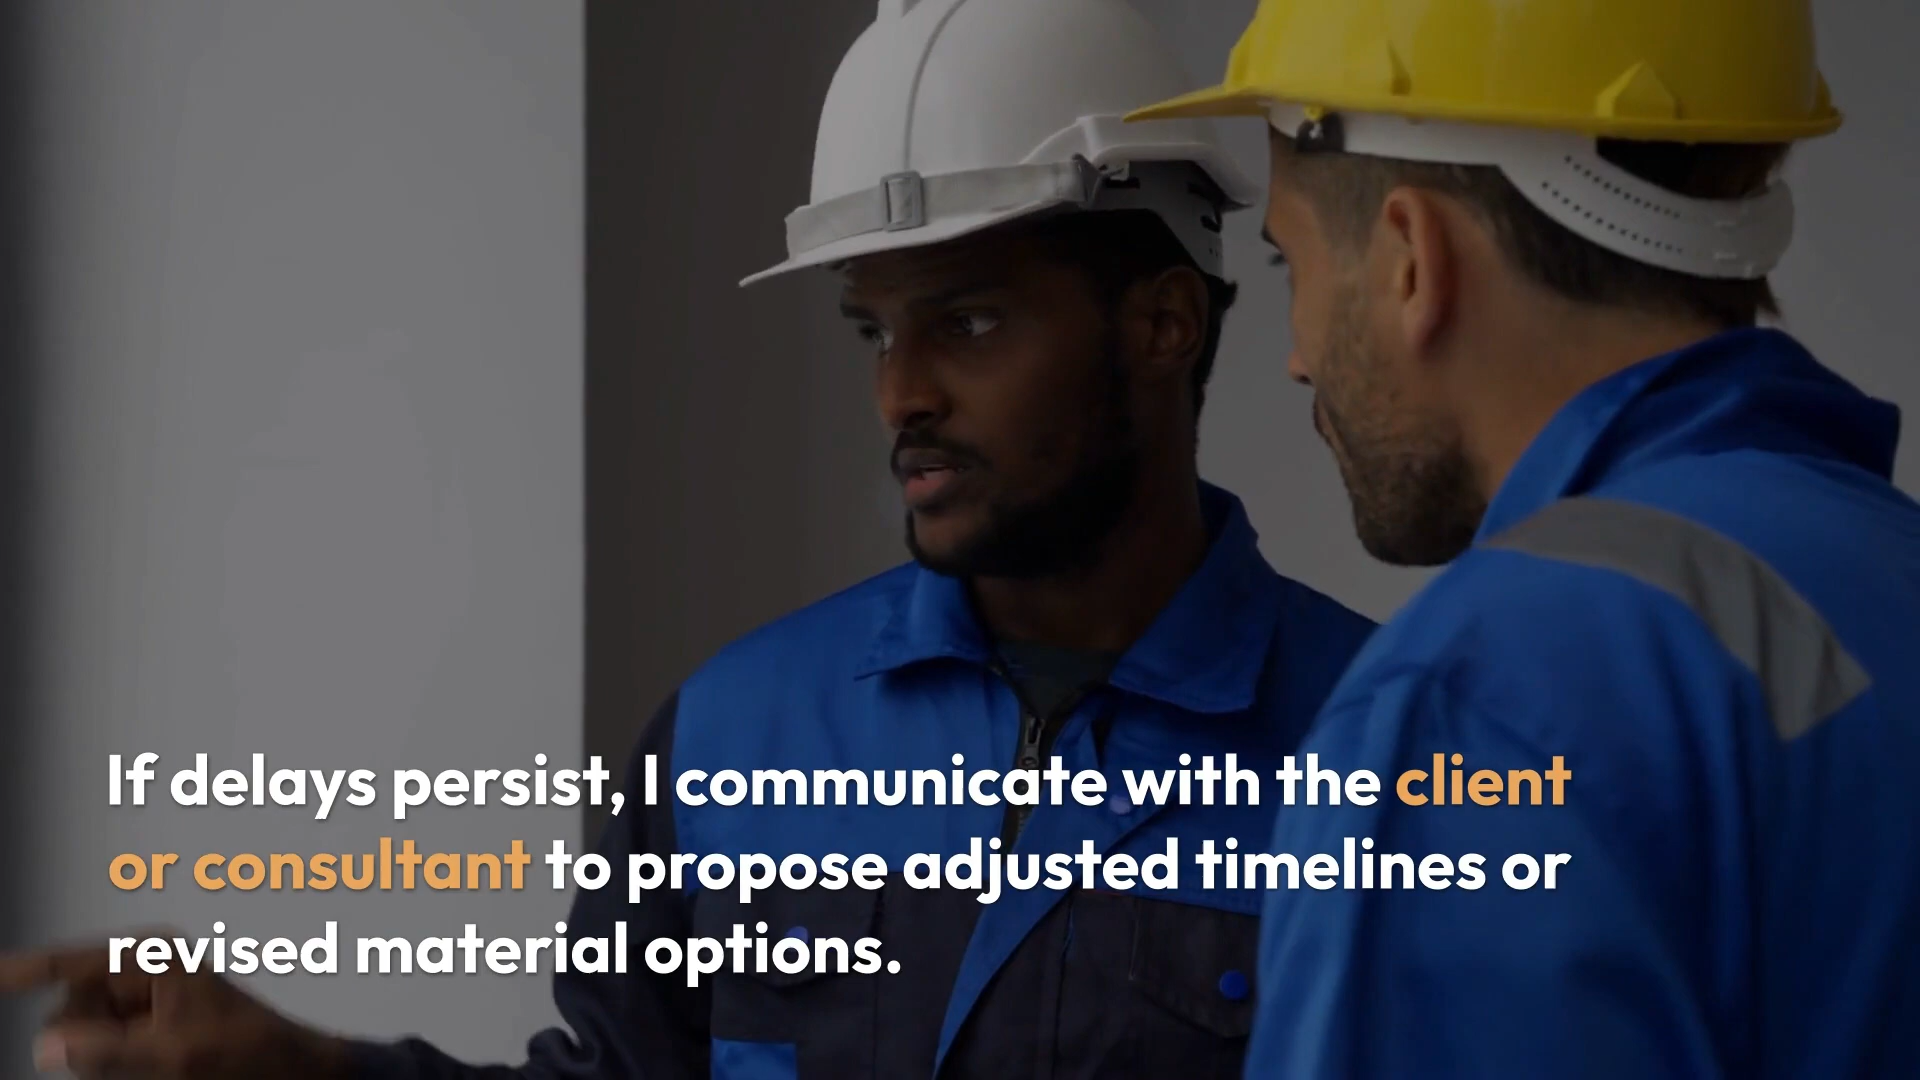 If delays persist, I communicate with the client
or consultant to propose adjusted timelines or
revised material options.